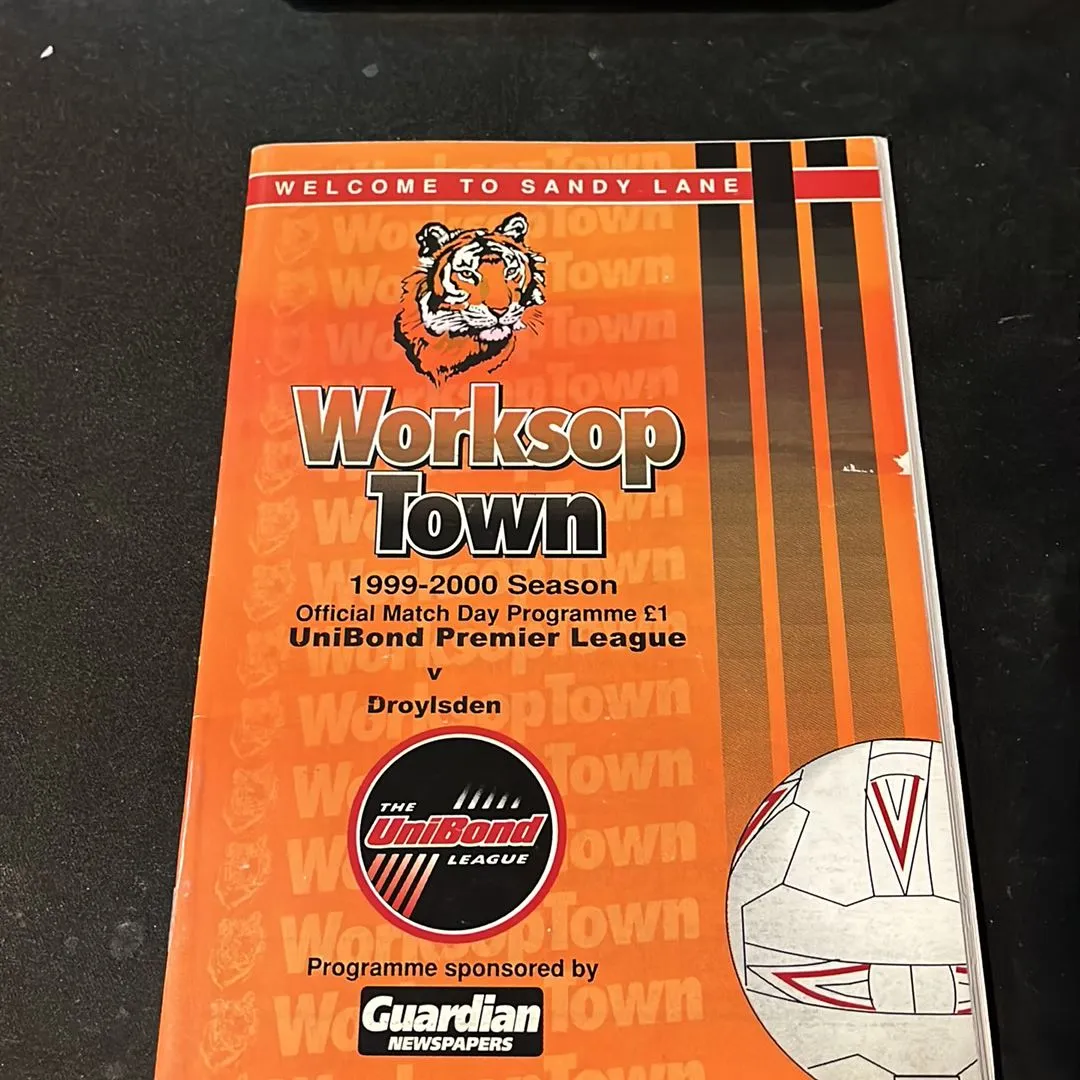 WELCOME TO SANDY LANE
Worksop
Town
1999-2000 Season
Official Match Day Programme £1
UniBond Premier League
v
Droylsden
THE
UniBond
LEAGUE
Programme sponsored by
Guardian
NEWSPAPERS